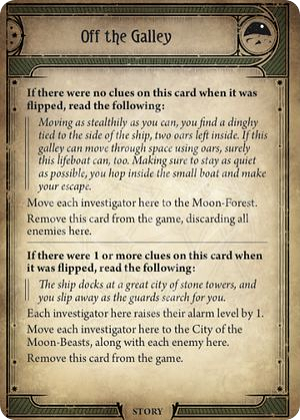 Off the Galley
If there were no clues on this card when it was
flipped, read the following:
Moving as stealthily as you can, you find a dinghy
tied to the side of the ship, two oars left inside. If this
galley can move through space using oars, surely
this lifeboat can, too. Making sure to stay as quiet
as possible, you hop inside the small boat and make
your escape.
Move each investigator here to the Moon-Forest.
Remove this card from the game, discarding all
enemies here.
If there were 1 or more clues on this card when
it was flipped, read the following:
The ship docks at a great city of stone towers, and
you slip away as the guards search for you.
Each investigator here raises their alarm level by 1.
Move each investigator here to the City of the
Moon-Beasts, along with each enemy here.
Remove this card from the game.
STORY